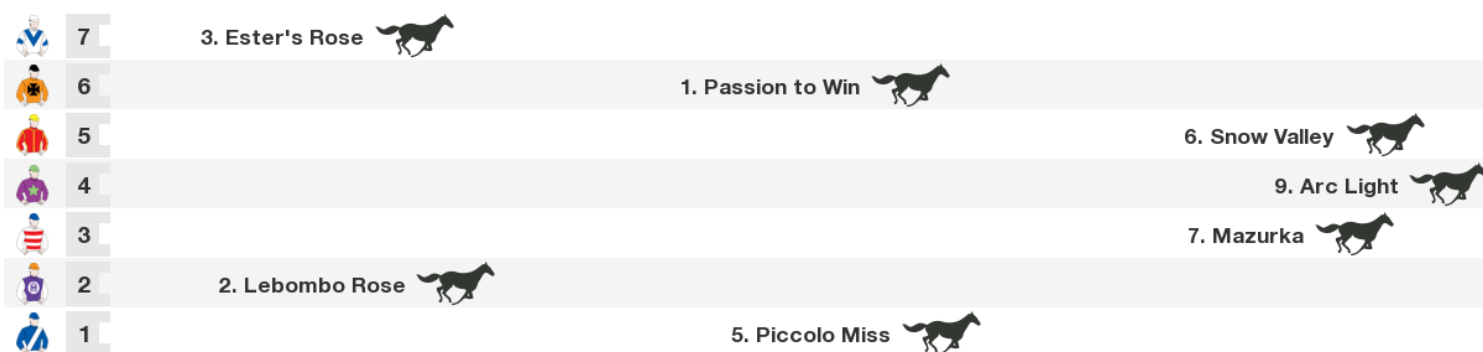 7 3. Ester's Rose
6 1. Passion to Win
5 6. Snow Valley
4 9. Arc Light
3 7. Mazurka
2 2. Lebombo Rose
1 5. Piccolo Miss